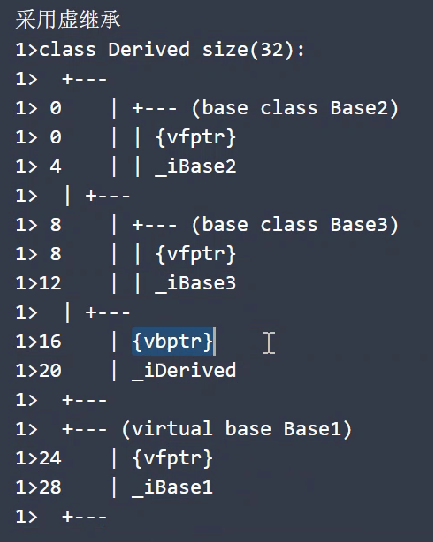 采用虚继承
1>class Derived size(32):
1>  +---
1> 0    | +--- (base class Base2)
1> 0    | | {vfptr}
1> 4    | | _iBase2
1>  | +---
1> 8    | +--- (base class Base3)
1> 8    | | {vfptr}
1>12    | | _iBase3
1>  | +---
1>16    | {vbptr}
1>20    | _iDerived
1>  +---
1>  +--- (virtual base Base1)
1>24    | {vfptr}
1>28    | _iBase1
1>  +---